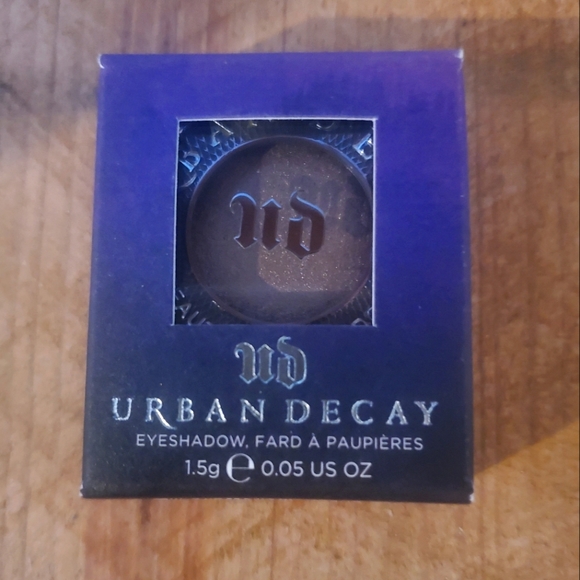 ud
ud
URBAN DECAY
EYESHADOW, FARD À PAUPIÈRES
1.5g ℮ 0.05 US OZ